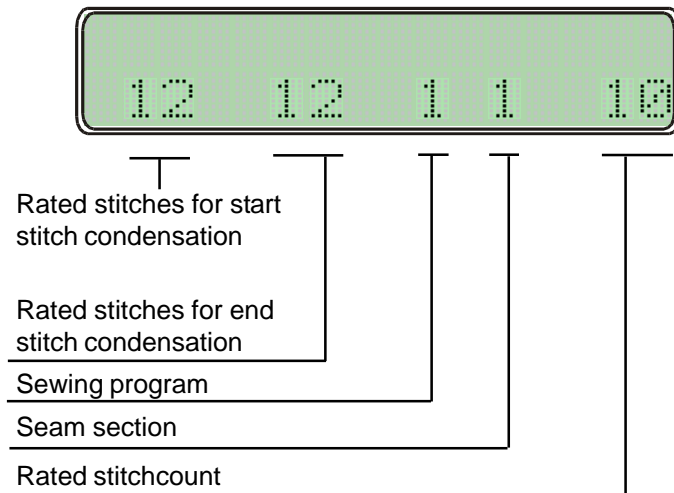 12 12 1 1 10
Rated stitches for start
stitch condensation
Rated stitches for end
stitch condensation
Sewing program
Seam section
Rated stitchcount